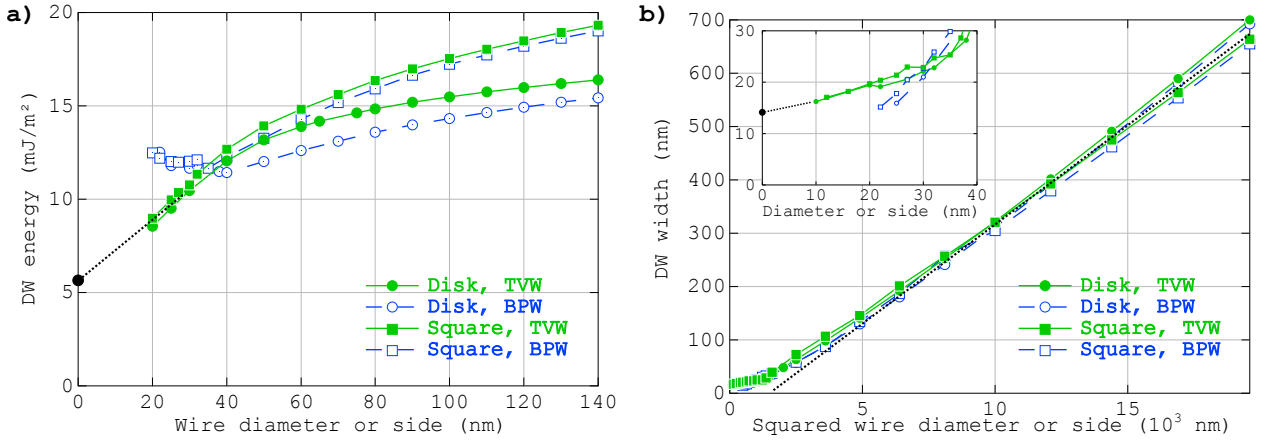 a)
DW energy (mJ/m²)
20
15
10
5
0
0 20 40 60 80 100 120 140
Wire diameter or side (nm)
Disk, TVW
Disk, BPW
Square, TVW
Square, BPW
b)
DW width (nm)
700
600
500
400
300
200
100
0
0 5 10 15
Squared wire diameter or side (10³ nm)
30
20
10
0
0 10 20 30 40
Diameter or side (nm)
Disk, TVW
Disk, BPW
Square, TVW
Square, BPW